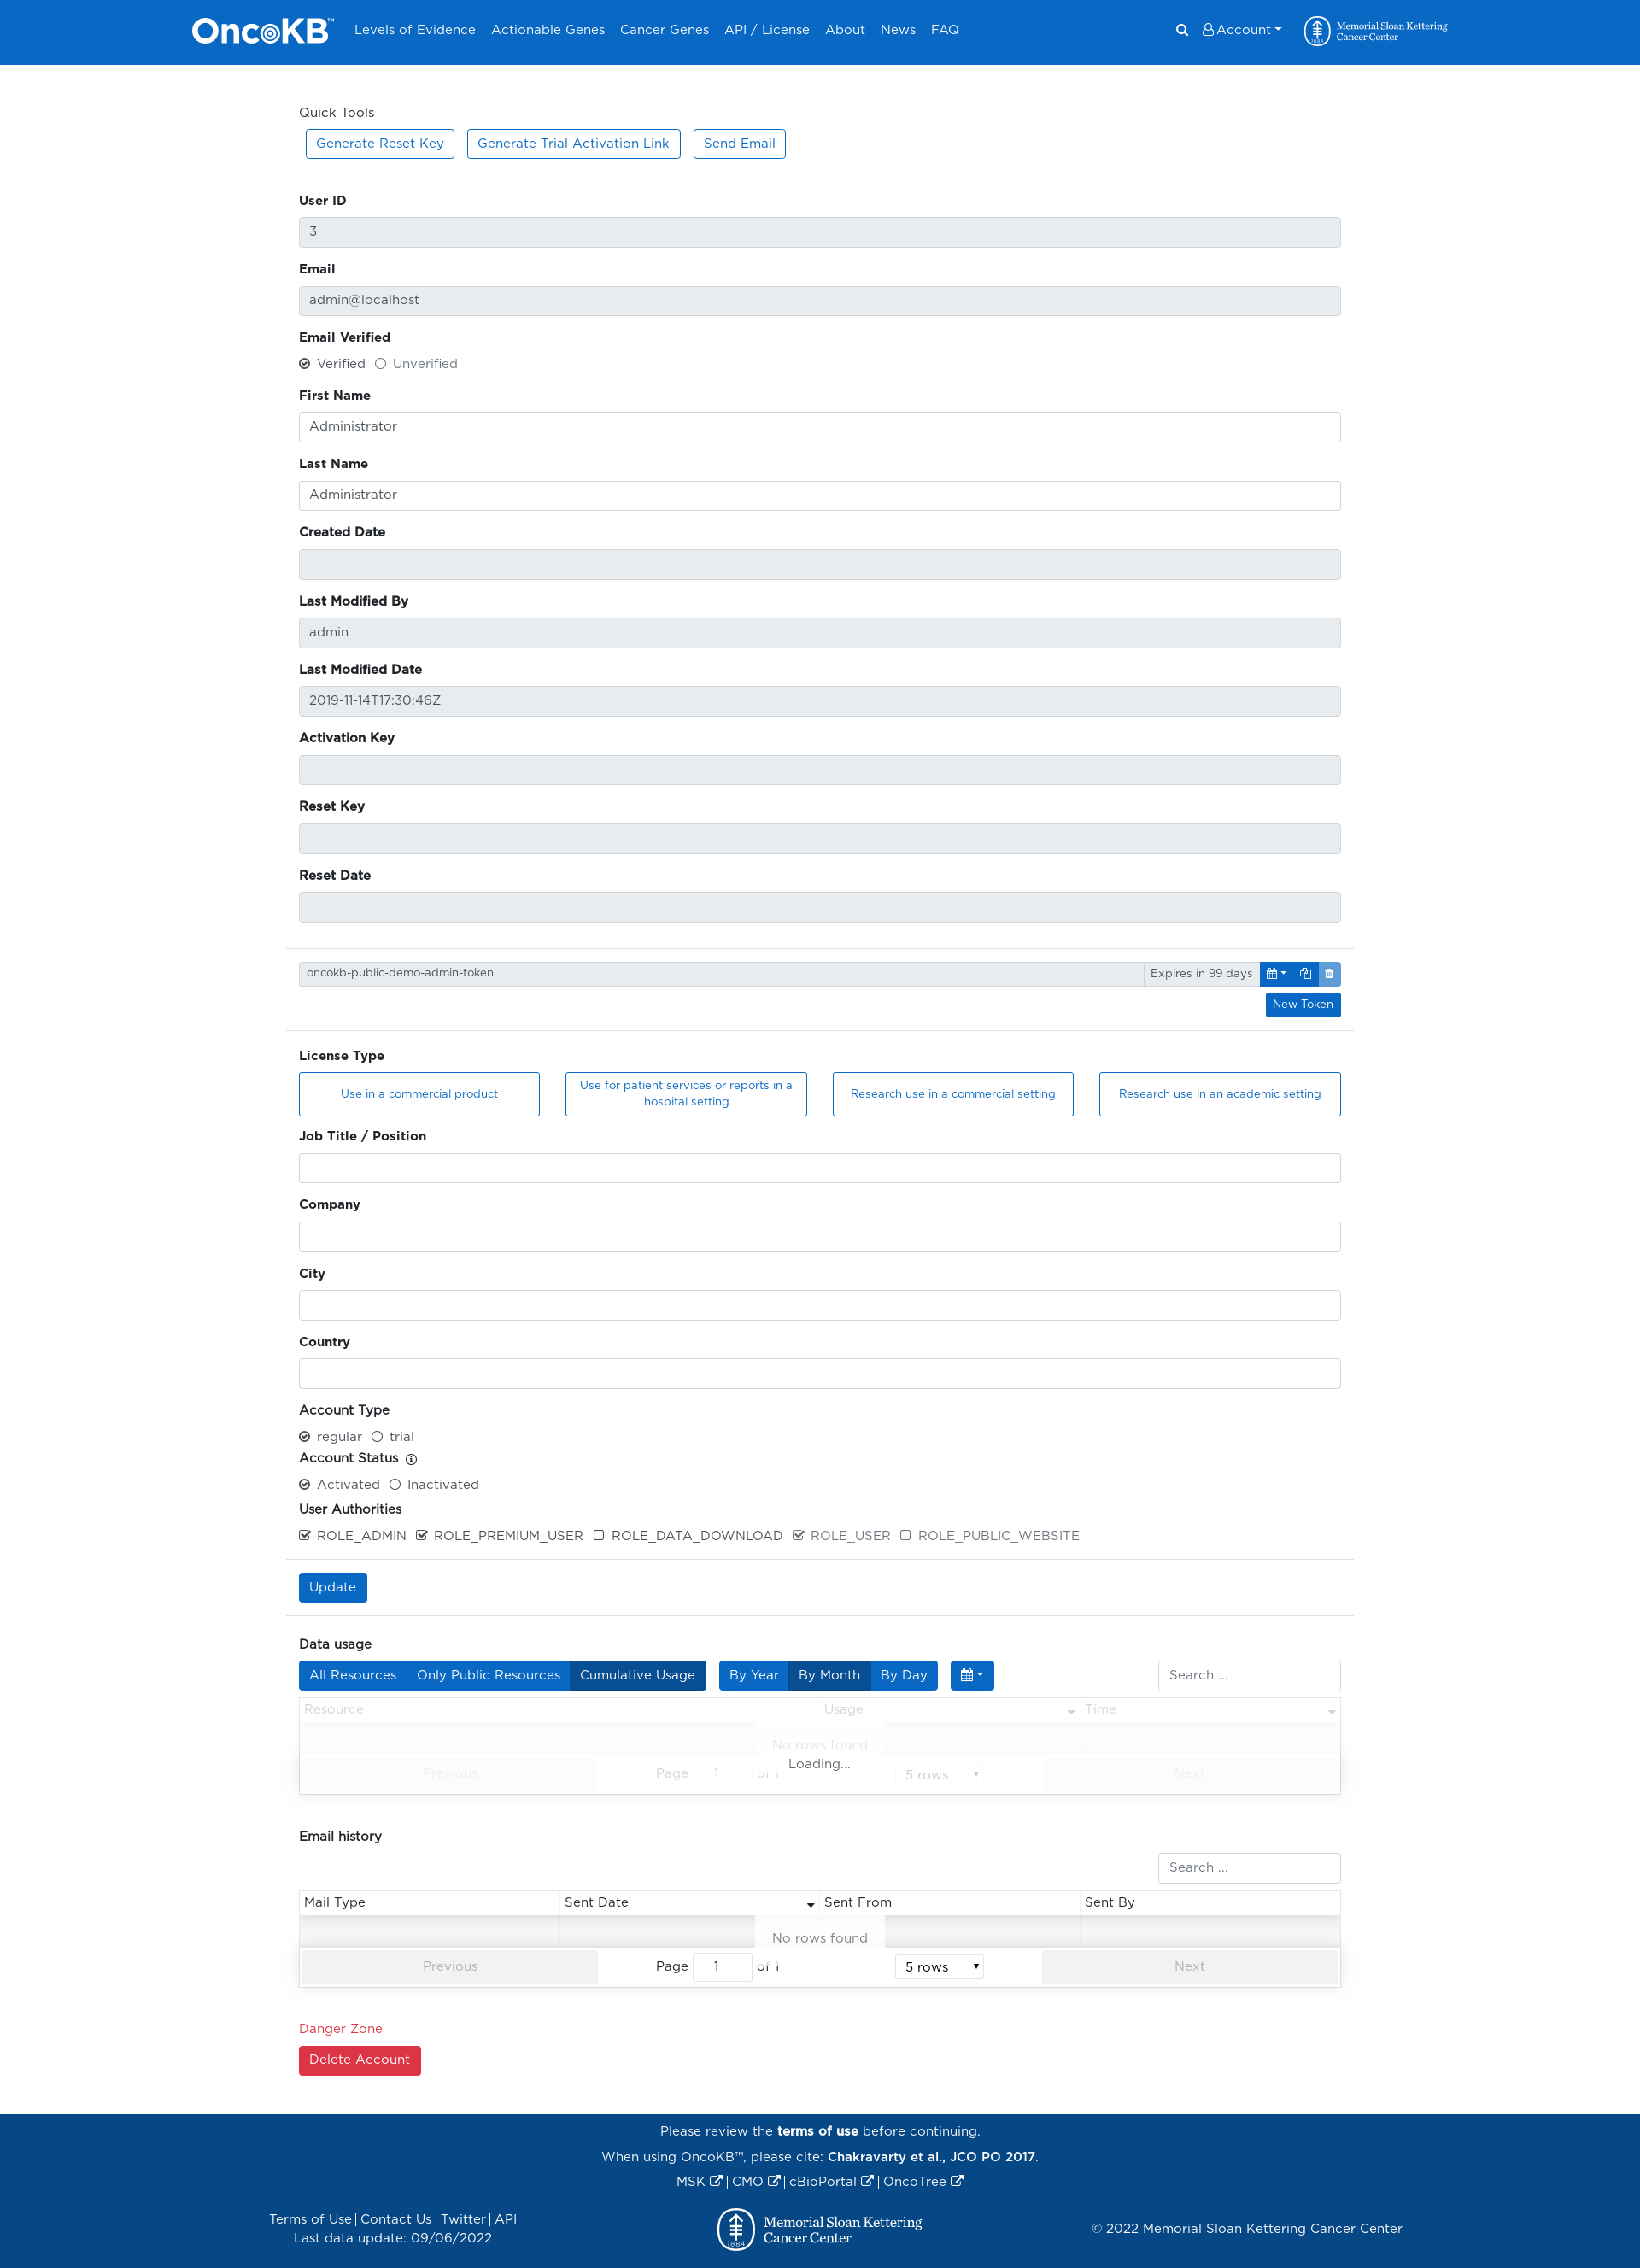 OncoKB™ Levels of Evidence Actionable Genes Cancer Genes API / License About News FAQ Account Memorial Sloan Kettering
Cancer Center
Quick Tools
Generate Reset Key Generate Trial Activation Link Send Email
User ID
3
Email
admin@localhost
Email Verified
Verified Unverified
First Name
Administrator
Last Name
Administrator
Created Date
Last Modified By
admin
Last Modified Date
2019-11-14T17:30:46Z
Activation Key
Reset Key
Reset Date
oncokb-public-demo-admin-token Expires in 99 days
New Token
License Type
Use in a commercial product
Use for patient services or reports in a
hospital setting
Research use in a commercial setting
Research use in an academic setting
Job Title / Position
Company
City
Country
Account Type
regular trial
Account Status
Activated Inactivated
User Authorities
ROLE_ADMIN ROLE_PREMIUM_USER ROLE_DATA_DOWNLOAD ROLE_USER ROLE_PUBLIC_WEBSITE
Update
Data usage
All Resources Only Public Resources Cumulative Usage By Year By Month By Day Search ...
Resource Usage Time
No rows found
Loading...
Previous Page 1 of 1 5 rows Next
Email history
Search ...
Mail Type Sent Date Sent From Sent By
No rows found
Previous Page 1 of 1 5 rows Next
Danger Zone
Delete Account
Please review the terms of use before continuing.
When using OncoKB™, please cite: Chakravarty et al., JCO PO 2017.
MSK | CMO | cBioPortal | OncoTree
Terms of Use | Contact Us | Twitter | API
Last data update: 09/06/2022
1884
Memorial Sloan Kettering
Cancer Center
© 2022 Memorial Sloan Kettering Cancer Center